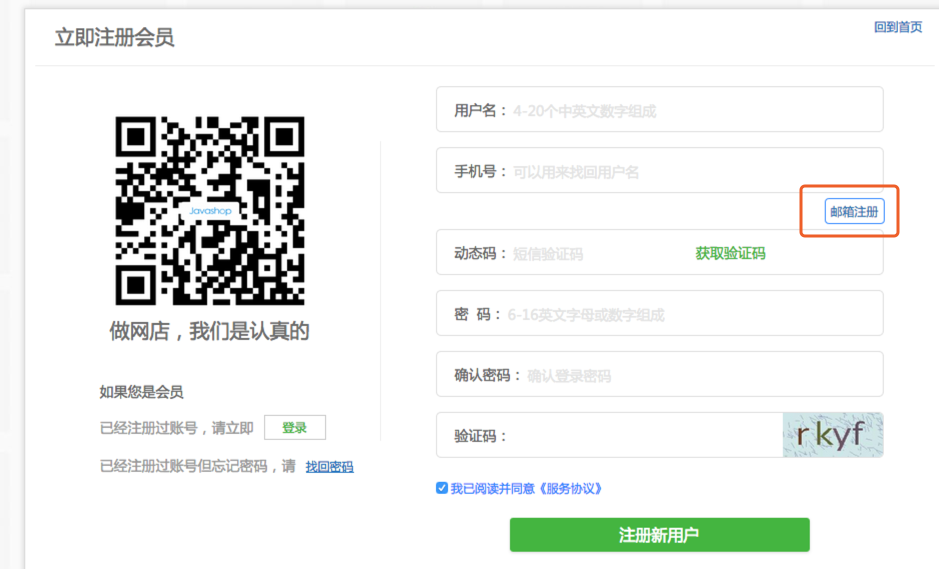 立即注册会员
回到首页
用户名：4-20个中英文数字组成
手机号：可以用来找回用户名
邮箱注册
动态码：短信验证码 获取验证码
密 码：6-16英文字母或数字组成
确认密码：确认登录密码
验证码： rkyf
我已阅读并同意《服务协议》
注册新用户
Javashop
做网店，我们是认真的
如果您是会员
已经注册过账号，请立即 登录
已经注册过账号但忘记密码，请 找回密码